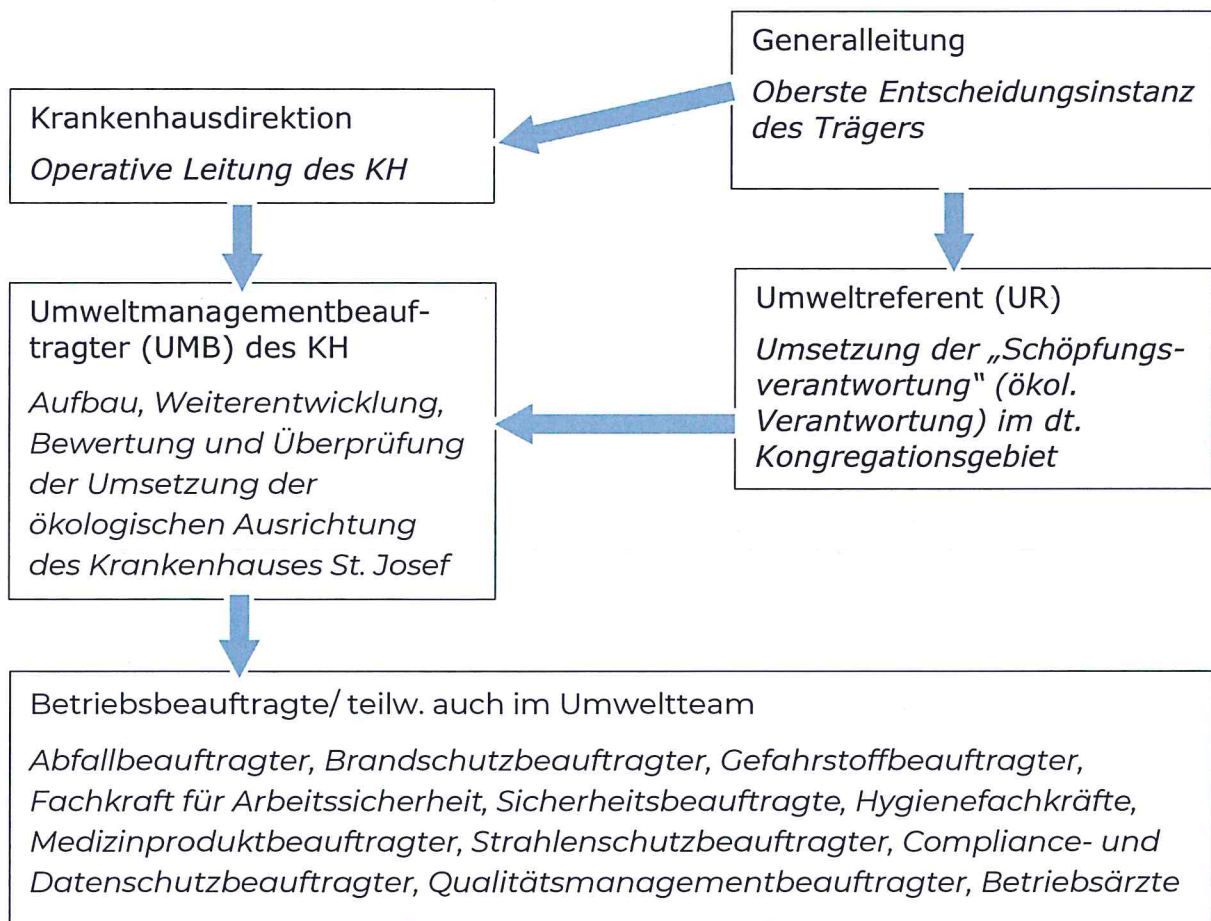 Generalleitung
Oberste Entscheidungsinstanz
des Trägers
Krankenhausdirektion
Operative Leitung des KH
Umweltmanagementbeauf-
tragter (UMB) des KH
Aufbau, Weiterentwicklung,
Bewertung und Überprüfung
der Umsetzung der
ökologischen Ausrichtung
des Krankenhauses St. Josef
Umweltreferent (UR)
Umsetzung der „Schöpfungs-
verantwortung“ (ökol.
Verantwortung) im dt.
Kongregationsgebiet
Betriebsbeauftragte/ teilw. auch im Umweltteam
Abfallbeauftragter, Brandschutzbeauftragter, Gefahrstoffbeauftragter,
Fachkraft für Arbeitssicherheit, Sicherheitsbeauftragte, Hygienefachkräfte,
Medizinproduktbeauftragter, Strahlenschutzbeauftragter, Compliance- und
Datenschutzbeauftragter, Qualitätsmanagementbeauftragter, Betriebsärzte